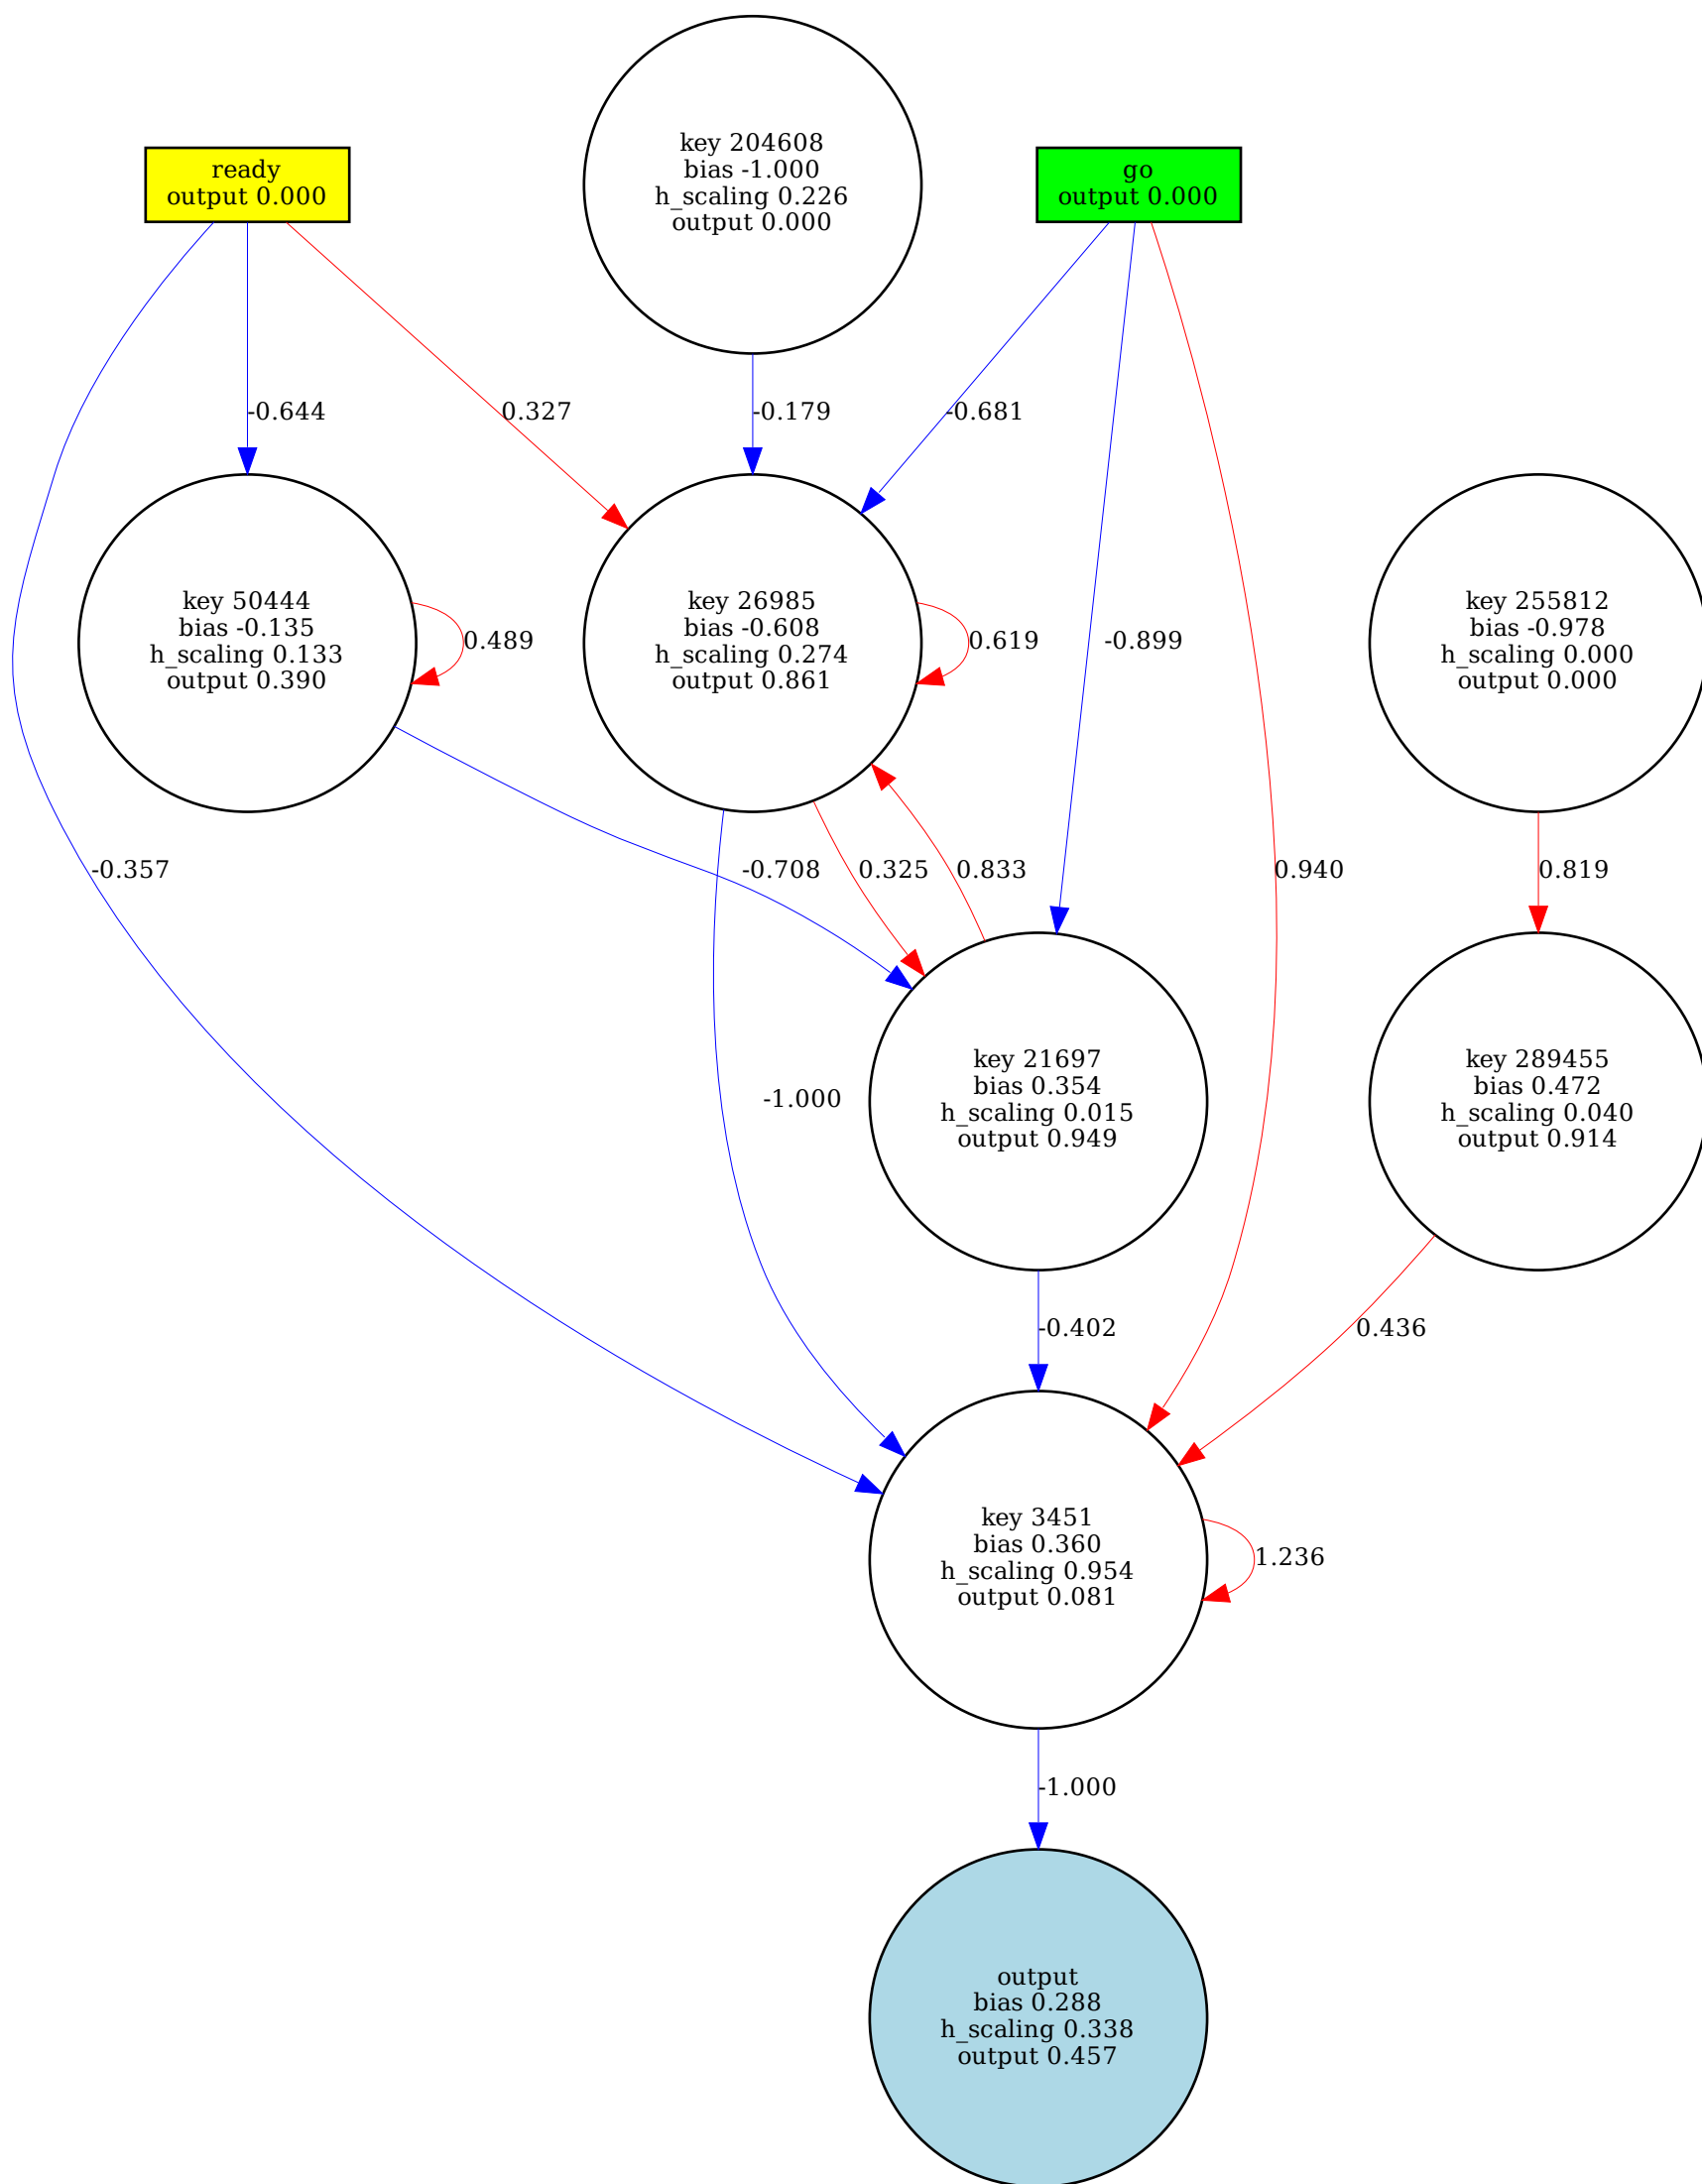 key 204608
bias -1.000
h_scaling 0.226
output 0.000
ready
output 0.000
go
output 0.000
-0.644
0.327
-0.179
-0.681
key 50444
bias -0.135
h_scaling 0.133
output 0.390
0.489
key 26985
bias -0.608
h_scaling 0.274
output 0.861
0.619
-0.899
key 255812
bias -0.978
h_scaling 0.000
output 0.000
-0.357
-0.708
0.325
0.833
0.940
0.819
-1.000
key 21697
bias 0.354
h_scaling 0.015
output 0.949
key 289455
bias 0.472
h_scaling 0.040
output 0.914
-0.402
0.436
key 3451
bias 0.360
h_scaling 0.954
output 0.081
1.236
-1.000
output
bias 0.288
h_scaling 0.338
output 0.457